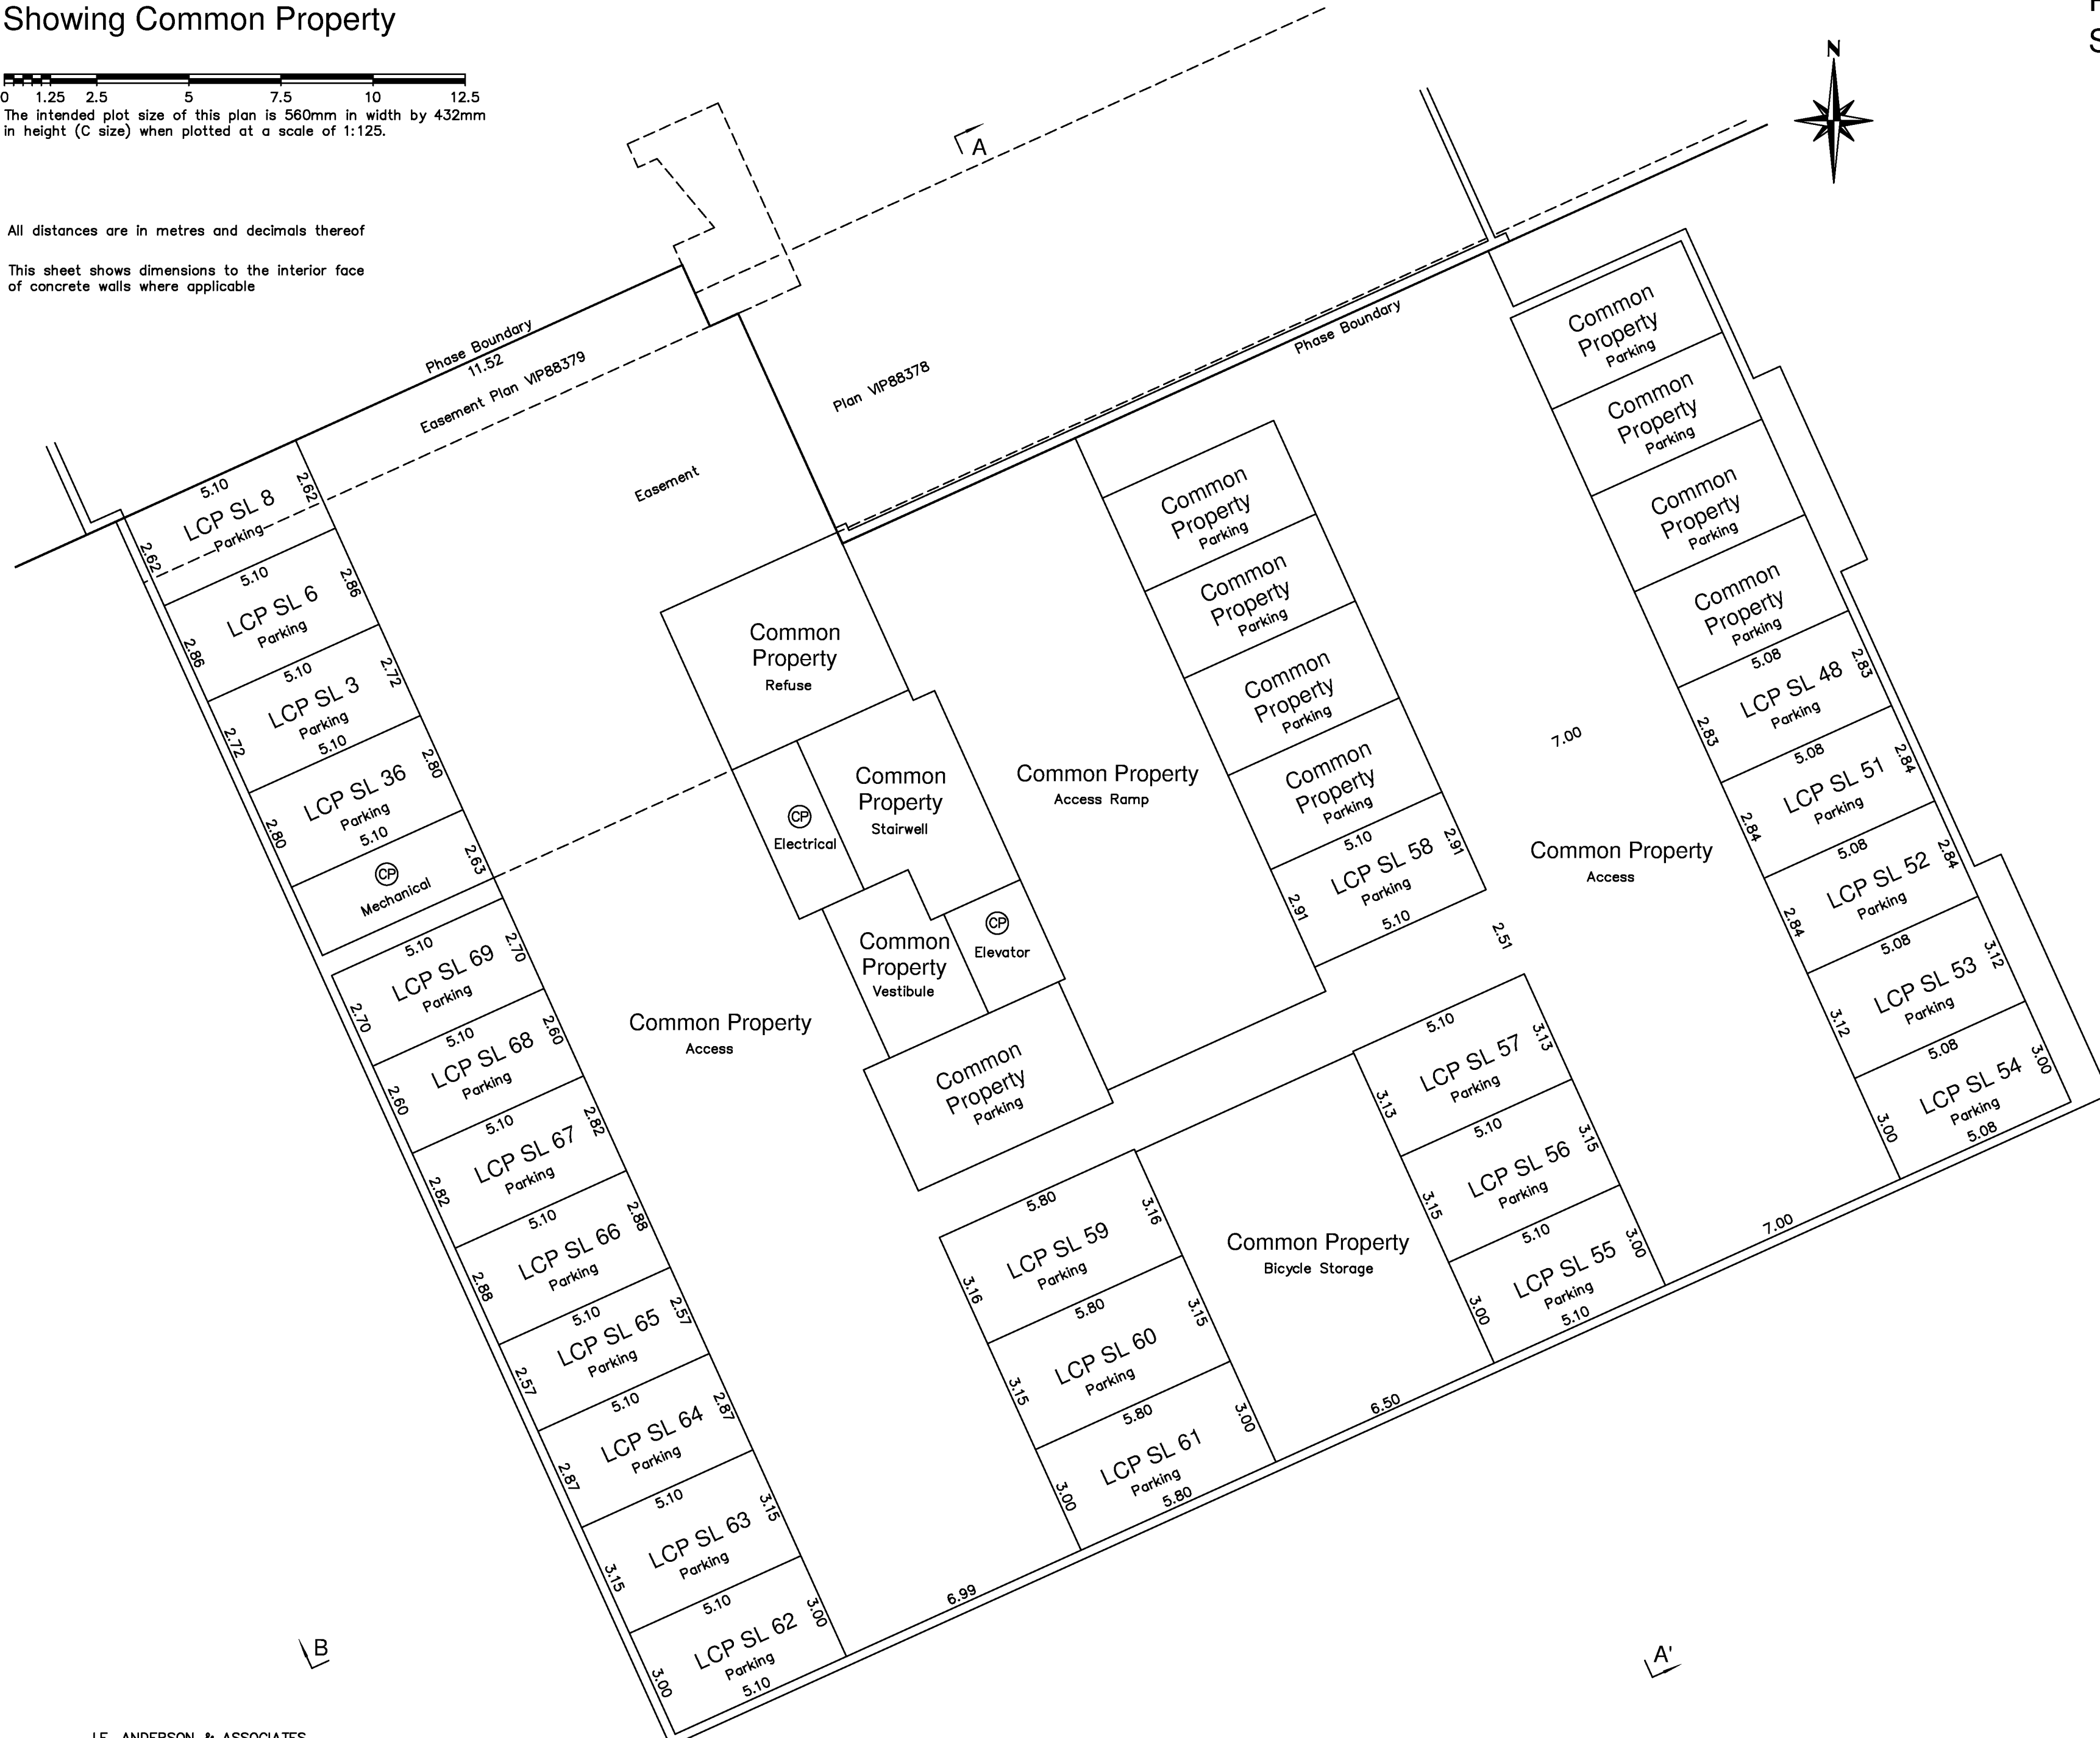 Showing Common Property
0 1.25 2.5 5 7.5 10 12.5
The intended plot size of this plan is 560mm in width by 432mm
in height (C size) when plotted at a scale of 1:125.
All distances are in metres and decimals thereof
This sheet shows dimensions to the interior face
of concrete walls where applicable
N
A
Phase Boundary
11.52
Easement Plan VIP88379
Easement
Plan VIP88378
Phase Boundary
5.10
2.62
LCP SL 8
Parking
2.62
5.10
2.86
LCP SL 6
Parking
2.86
5.10
2.72
LCP SL 3
Parking
2.72
5.10
2.80
LCP SL 36
Parking
2.80
5.10
2.63
CP
Mechanical
5.10
2.70
LCP SL 69
Parking
2.70
5.10
2.60
LCP SL 68
Parking
2.60
5.10
2.82
LCP SL 67
Parking
2.82
5.10
2.88
LCP SL 66
Parking
2.88
5.10
2.57
LCP SL 65
Parking
2.57
5.10
2.87
LCP SL 64
Parking
2.87
5.10
3.15
LCP SL 63
Parking
3.15
5.10
3.00
LCP SL 62
Parking
3.00
5.10
Common
Property
Refuse
CP
Electrical
Common
Property
Stairwell
Common
Property
Vestibule
CP
Elevator
Common
Property
Parking
Common Property
Access
Common Property
Access Ramp
Common
Property
Parking
Common
Property
Parking
Common
Property
Parking
Common
Property
Parking
5.10
2.91
LCP SL 58
Parking
2.91
5.10
2.51
5.10
3.13
LCP SL 57
Parking
3.13
5.10
3.15
LCP SL 56
Parking
3.15
5.10
3.00
LCP SL 55
Parking
3.00
5.10
5.80
3.16
LCP SL 59
Parking
3.16
5.80
3.15
LCP SL 60
Parking
3.15
5.80
3.00
LCP SL 61
Parking
3.00
5.80
Common Property
Bicycle Storage
6.99
6.50
7.00
7.00
Common Property
Access
Common
Property
Parking
Common
Property
Parking
Common
Property
Parking
Common
Property
Parking
5.08
2.83
LCP SL 48
Parking
2.83
5.08
2.84
LCP SL 51
Parking
2.84
5.08
2.84
LCP SL 52
Parking
2.84
5.08
3.12
LCP SL 53
Parking
3.12
5.08
3.00
LCP SL 54
Parking
3.00
5.08
B
A'
J.E. ANDERSON & ASSOCIATES